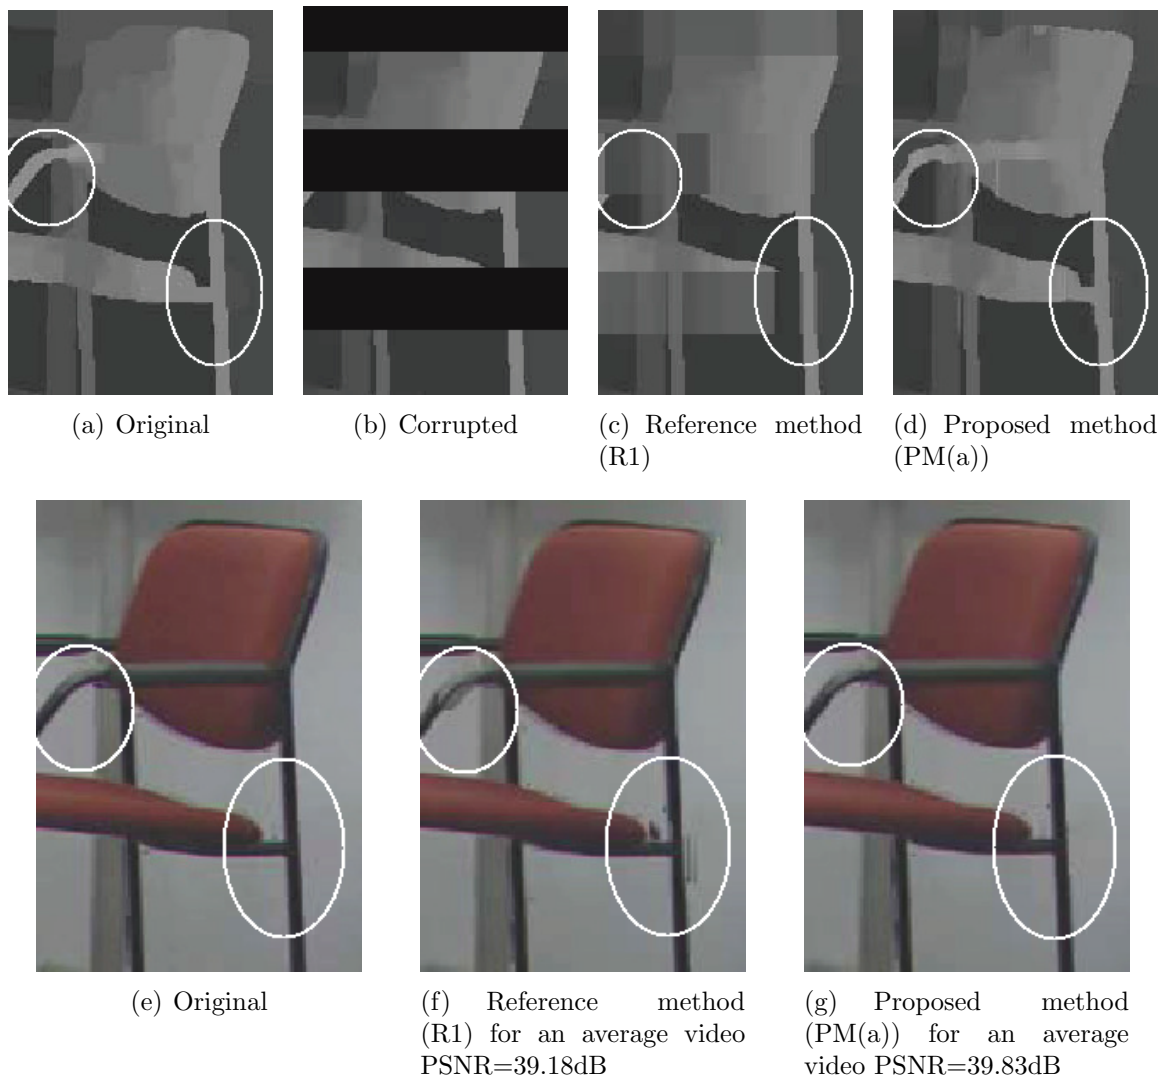 (a) Original
(b) Corrupted
(c) Reference method
(R1)
(d) Proposed method
(PM(a))
(e) Original
(f) Reference method
(R1) for an average video
PSNR=39.18dB
(g) Proposed method
(PM(a)) for an average
video PSNR=39.83dB